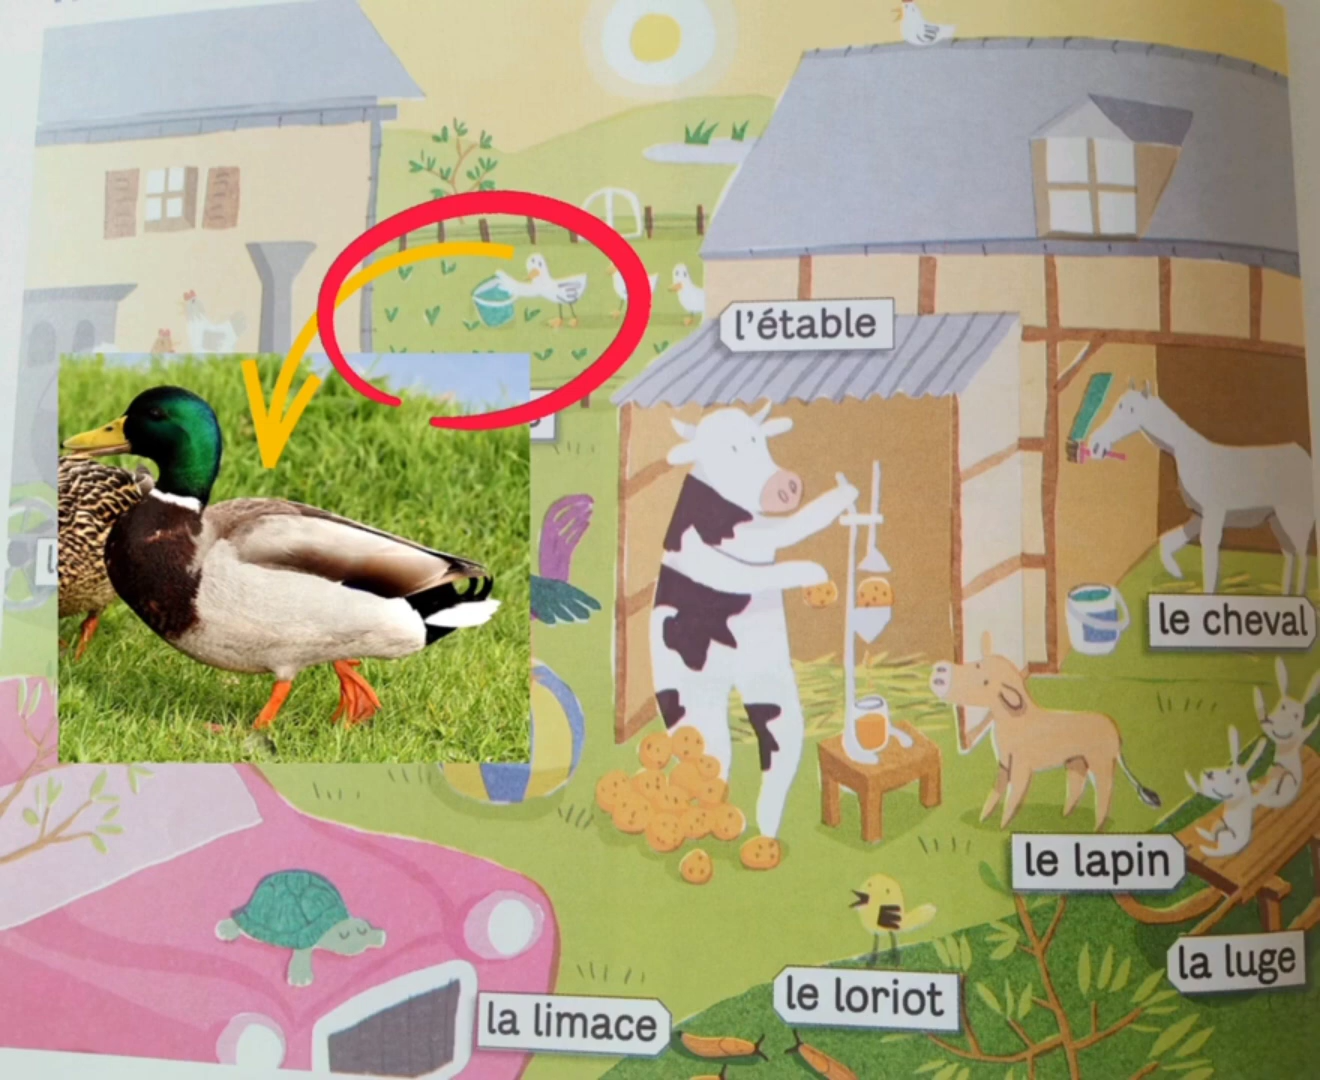 l'étable
le cheval
le lapin
la luge
le loriot
la limace